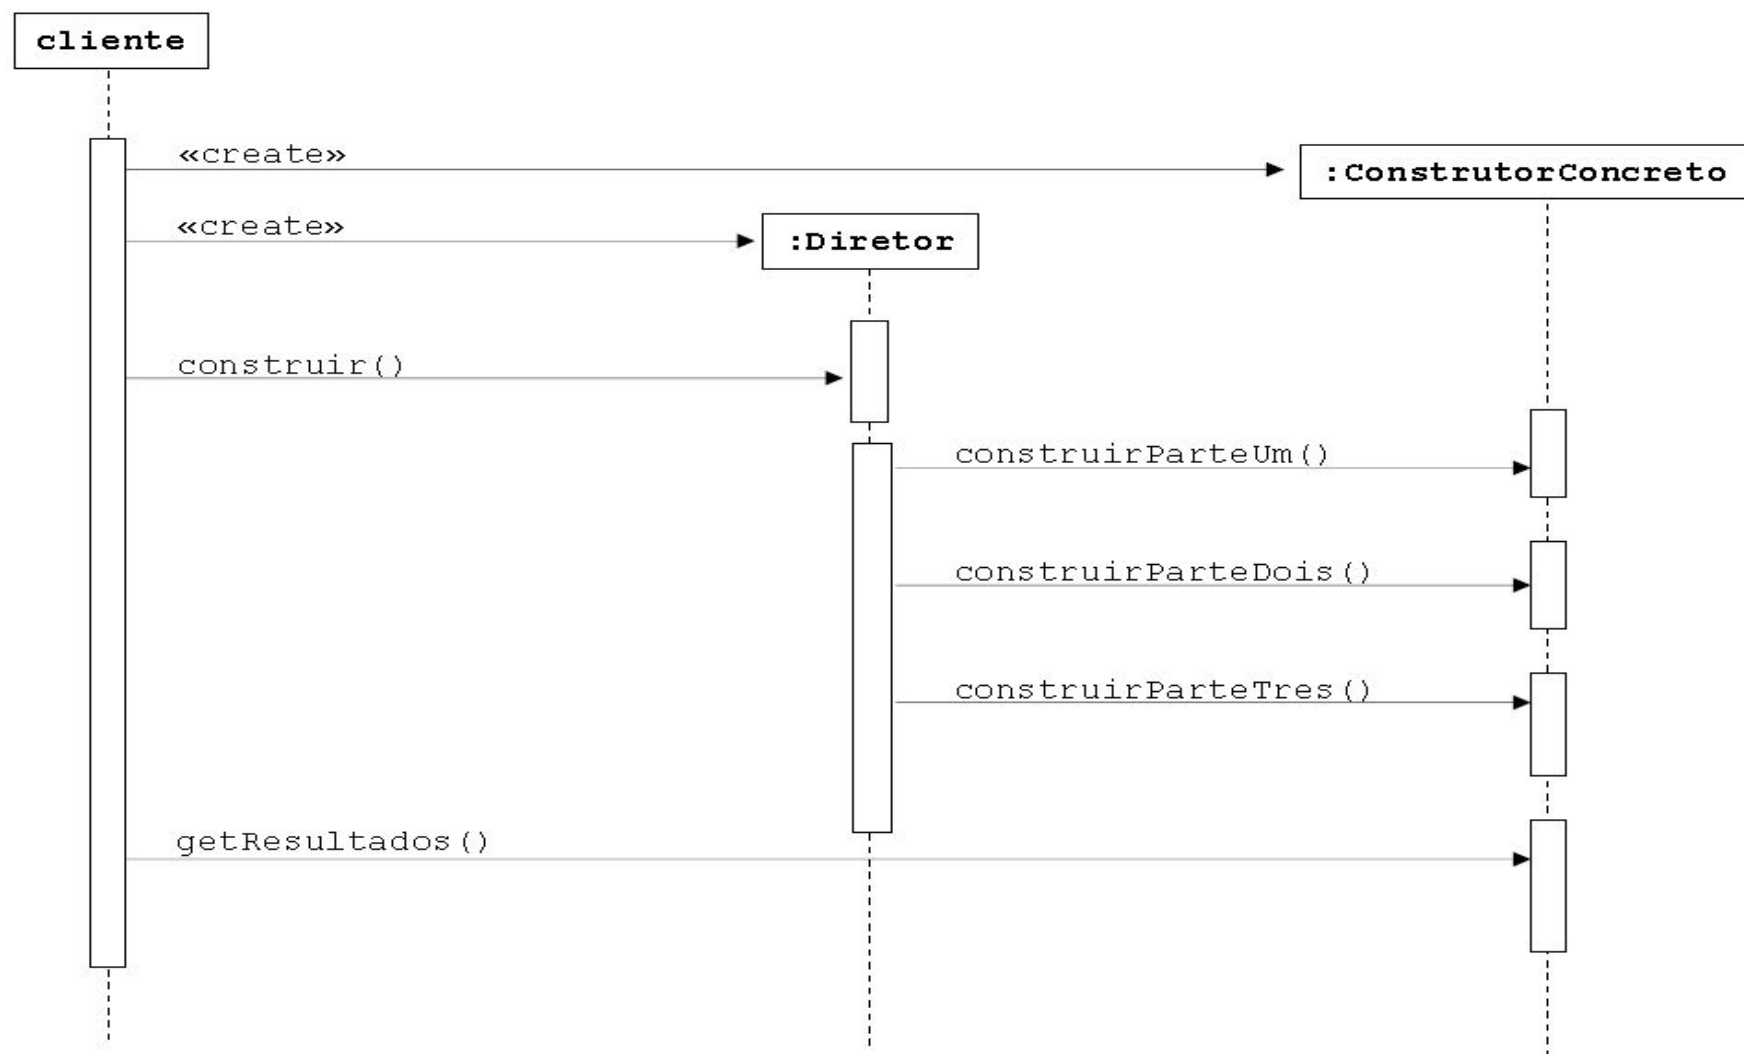 cliente
«create»
:ConstrutorConcreto
«create»
:Diretor
construir()
construirParteUm()
construirParteDois()
construirParteTres()
getResultados()